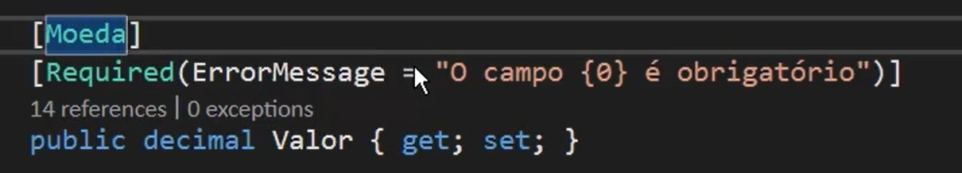 [Moeda]
[Required(ErrorMessage = "O campo {0} é obrigatório")]
14 references | 0 exceptions
public decimal Valor { get; set; }